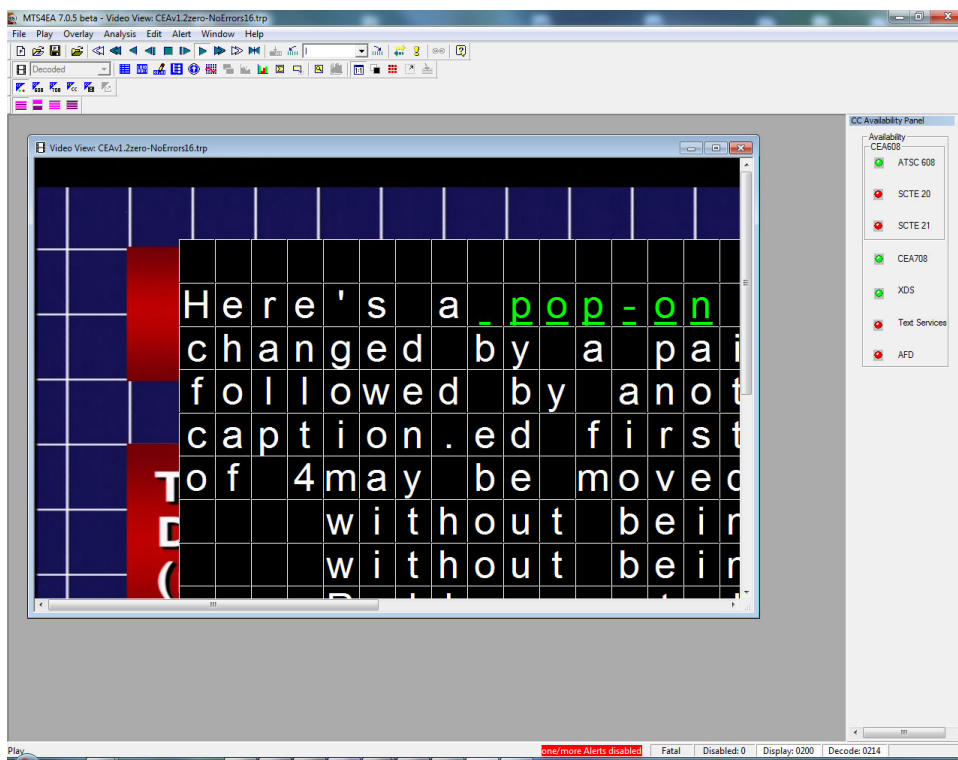 MTS4EA 7.0.5 beta - Video View: CEAv1.2zero-NoErrors16.trp
File Play Overlay Analysis Edit Alert Window Help
Decoded
CC Availability Panel
Availability
CEA608
ATSC 608
SCTE 20
SCTE 21
CEA708
XDS
Text Services
AFD
Video View: CEAv1.2zero-NoErrors16.trp
Here's a pop-on
changed by a pai
followed by anot
caption.ed first
of 4may be moved
without bein
without bein
T
D
(
Play
one/more Alerts disabled Fatal Disabled: 0 Display: 0200 Decode: 0214